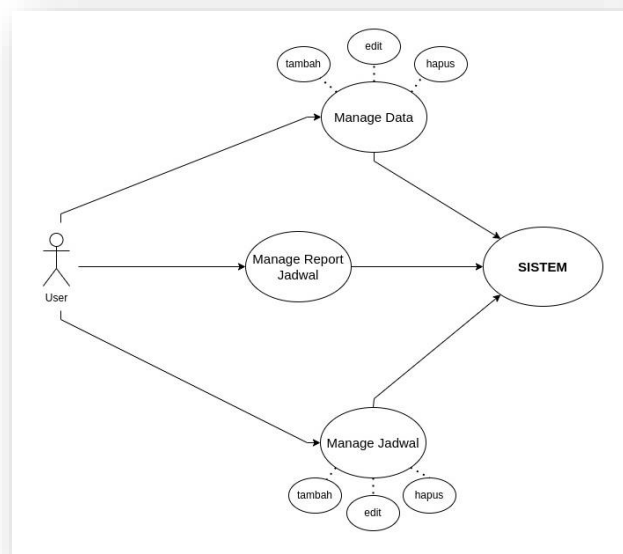 edit
tambah
hapus
Manage Data
Manage Report
Jadwal
SISTEM
User
Manage Jadwal
tambah
edit
hapus